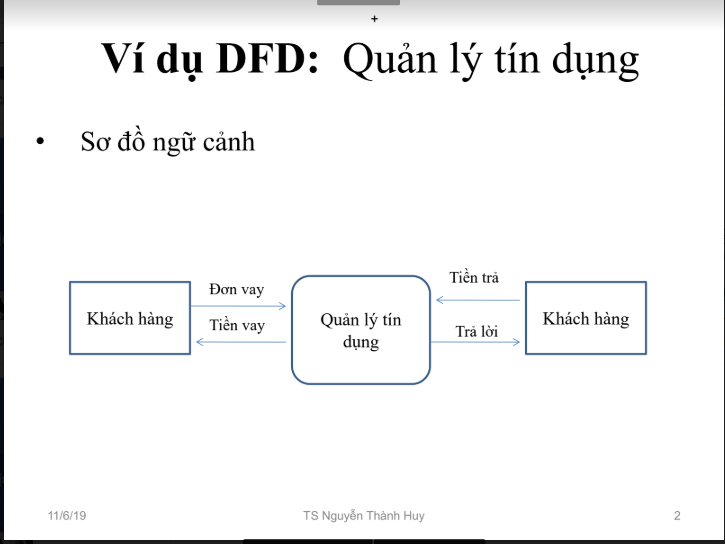 Ví dụ DFD: Quản lý tín dụng
• Sơ đồ ngữ cảnh
Khách hàng
Đơn vay
Tiền vay
Quản lý tín
dụng
Tiền trả
Trả lời
Khách hàng
11/6/19
TS Nguyễn Thành Huy
2